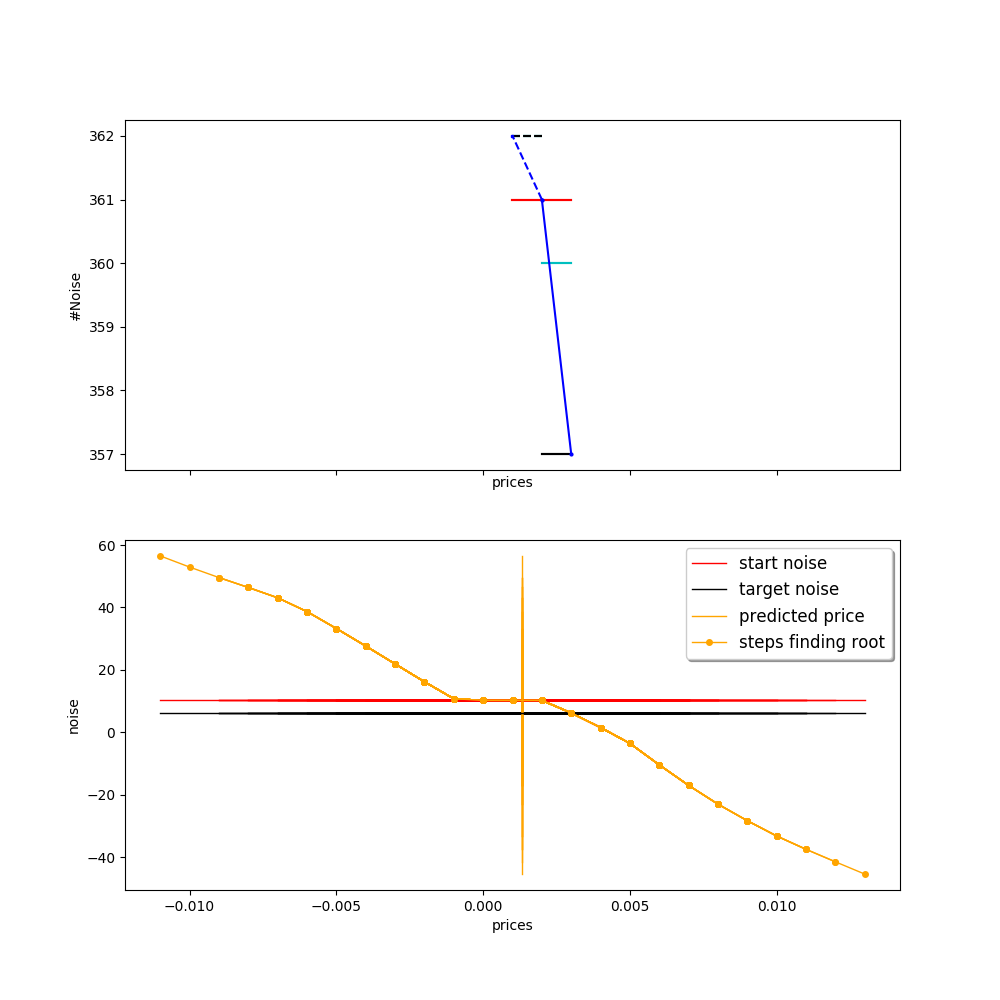 362
361
360
359
358
357
#Noise
prices
60
40
20
0
−20
−40
noise
start noise
target noise
predicted price
steps finding root
−0.010 −0.005 0.000 0.005 0.010
prices